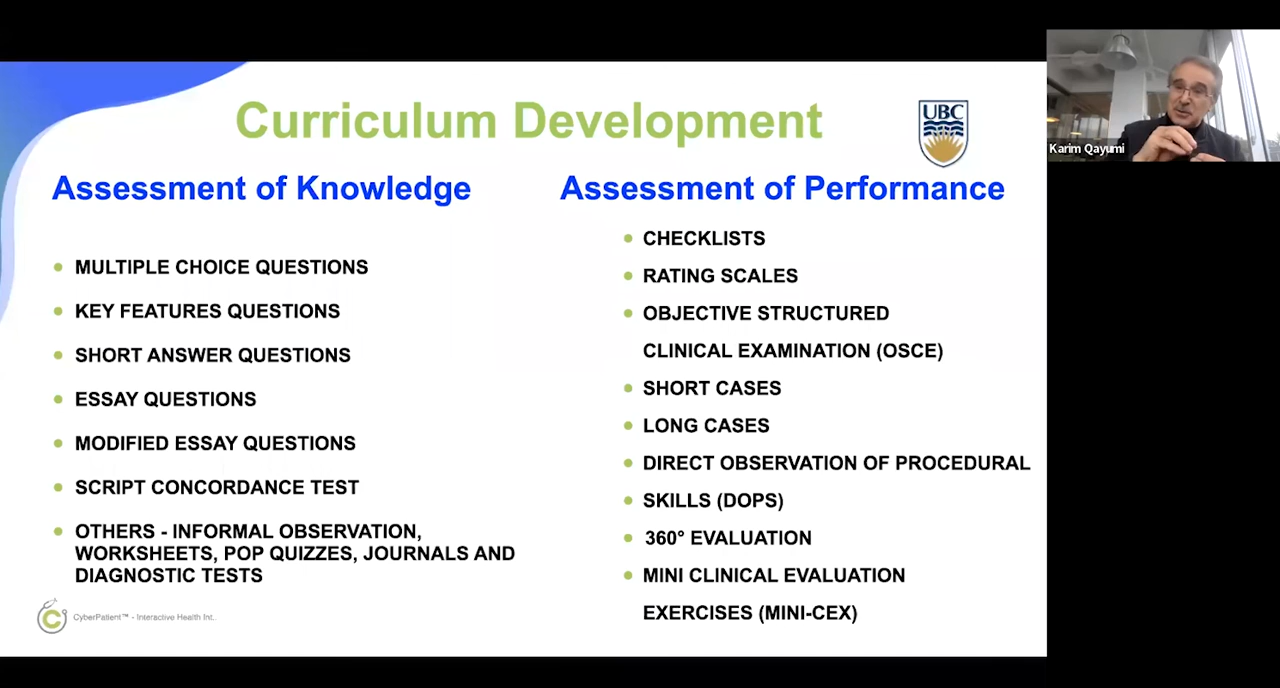 Curriculum Development
UBC
Assessment of Knowledge
MULTIPLE CHOICE QUESTIONS
KEY FEATURES QUESTIONS
SHORT ANSWER QUESTIONS
ESSAY QUESTIONS
MODIFIED ESSAY QUESTIONS
SCRIPT CONCORDANCE TEST
OTHERS - INFORMAL OBSERVATION,
WORKSHEETS, POP QUIZZES, JOURNALS AND
DIAGNOSTIC TESTS
Assessment of Performance
CHECKLISTS
RATING SCALES
OBJECTIVE STRUCTURED
CLINICAL EXAMINATION (OSCE)
SHORT CASES
LONG CASES
DIRECT OBSERVATION OF PROCEDURAL
SKILLS (DOPS)
360° EVALUATION
MINI CLINICAL EVALUATION
EXERCISES (MINI-CEX)
C
CyberPatient™ - Interactive Health Int..
Karim Qayumi